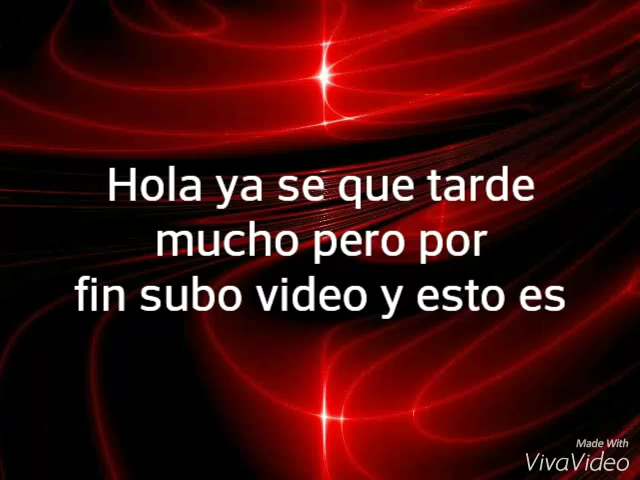 Hola ya se que tarde
mucho pero por
fin subo video y esto es
Made With
VivaVideo